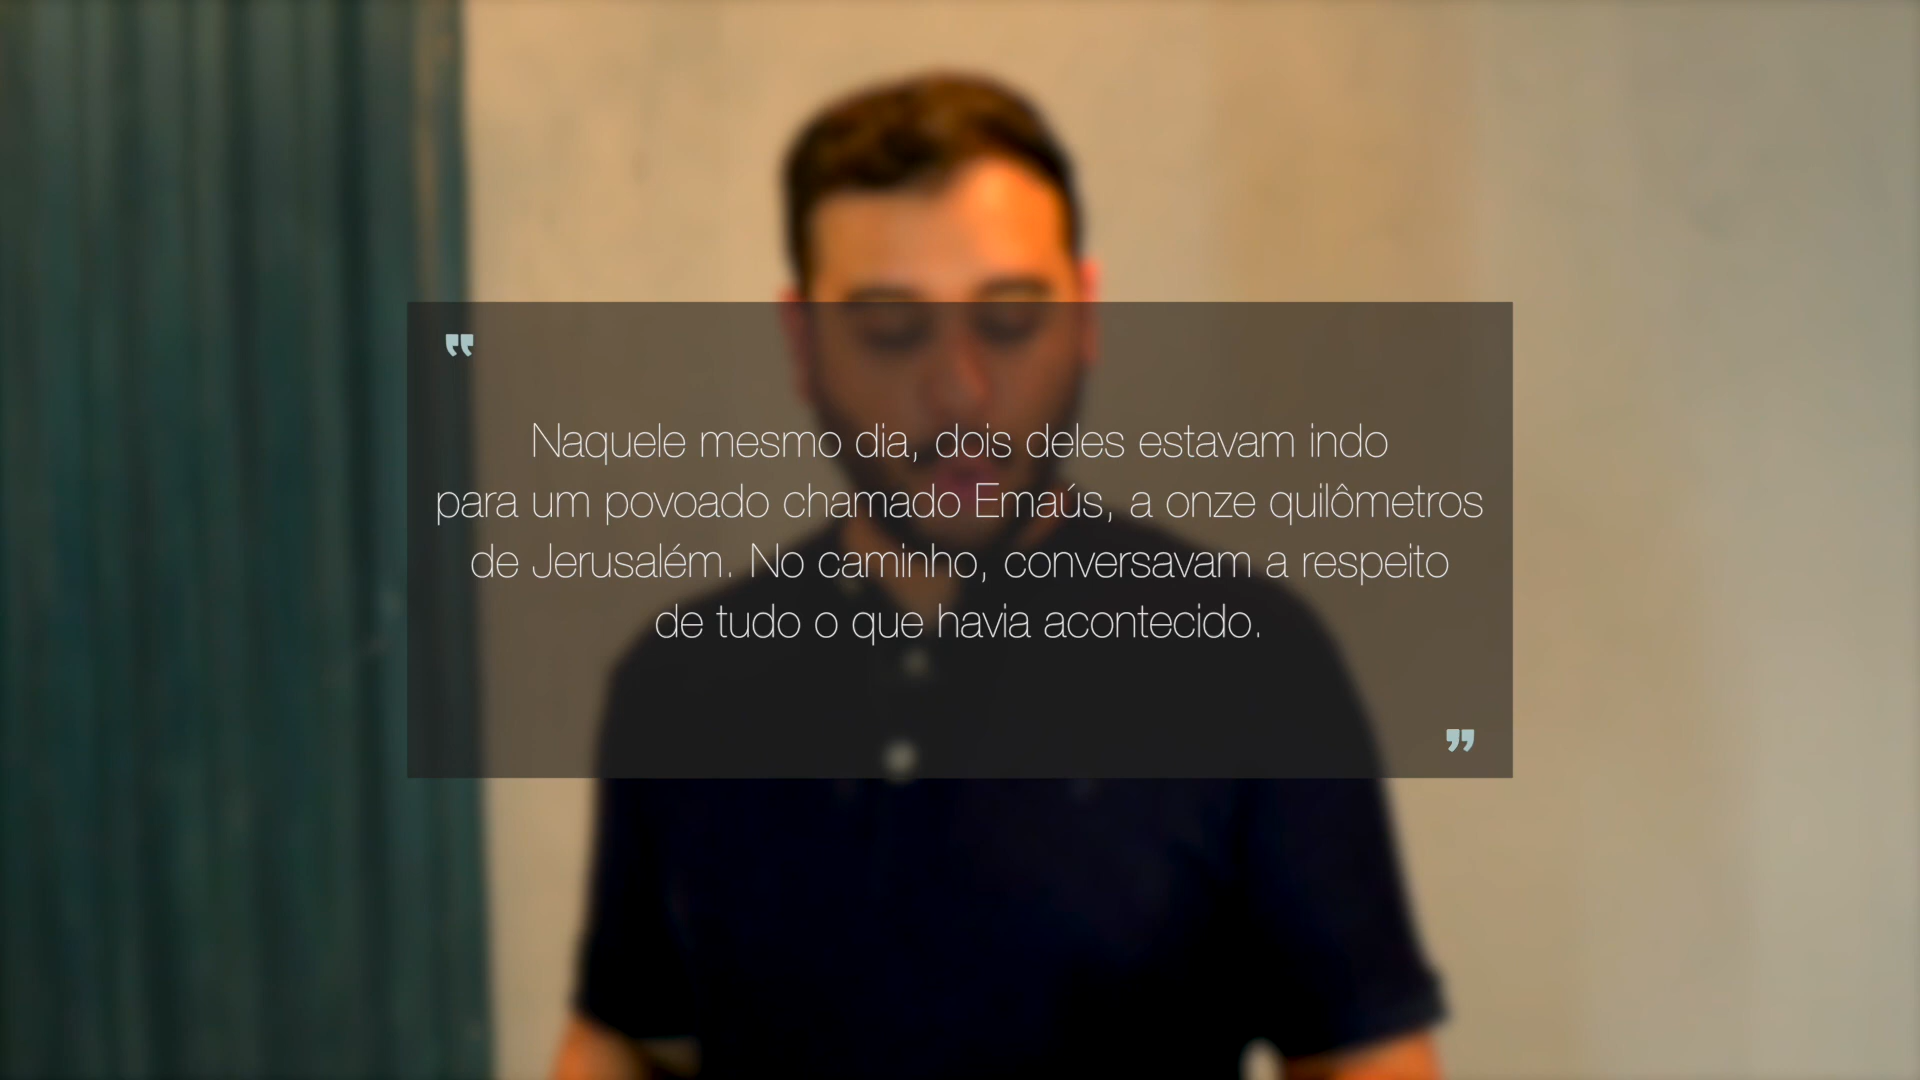 ❞
Naquele mesmo dia, dois deles estavam indo
para um povoado chamado Emaús, a onze quilômetros
de Jerusalém. No caminho, conversavam a respeito
de tudo o que havia acontecido.
❞